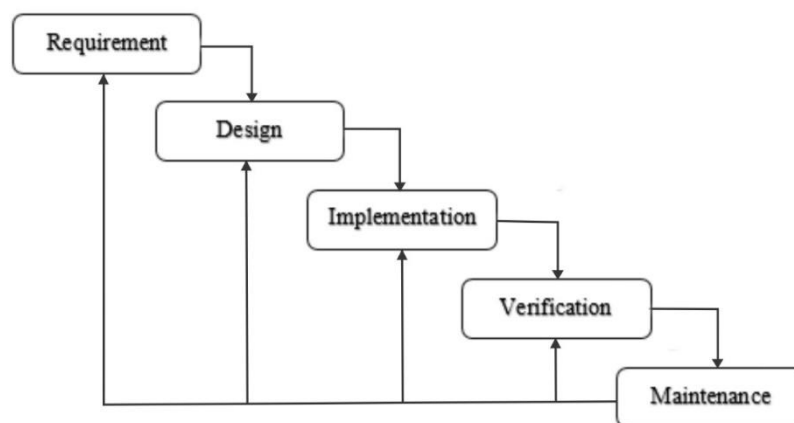 Requirement
Design
Implementation
Verification
Maintenance